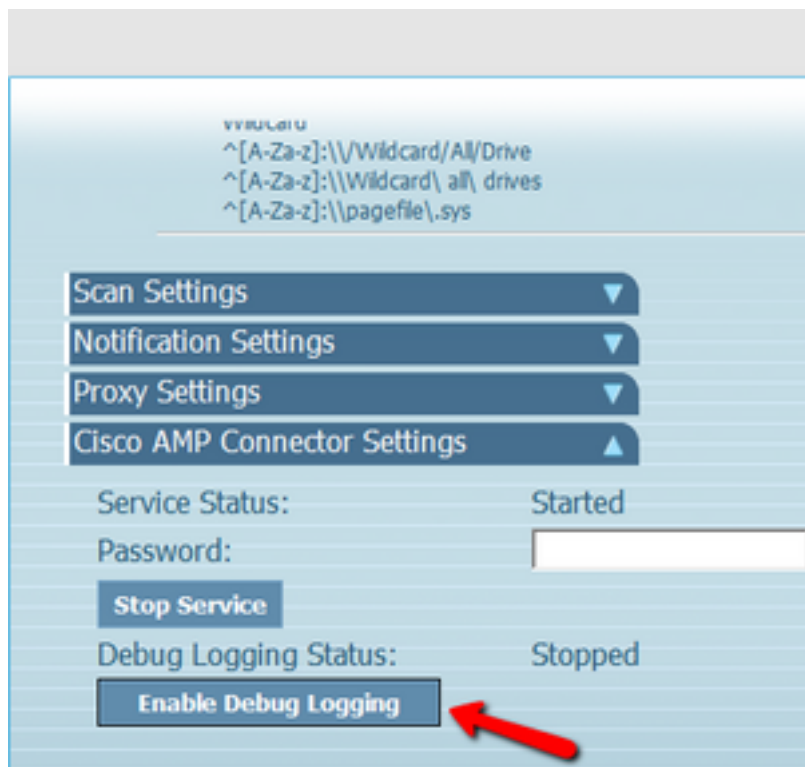 Wildcard
^[A-Za-z]:\\/Wildcard/All/Drive
^[A-Za-z]:\\Wildcard\ all\ drives
^[A-Za-z]:\\pagefile\.sys
Scan Settings
Notification Settings
Proxy Settings
Cisco AMP Connector Settings
Service Status: Started
Password:
Stop Service
Debug Logging Status: Stopped
Enable Debug Logging